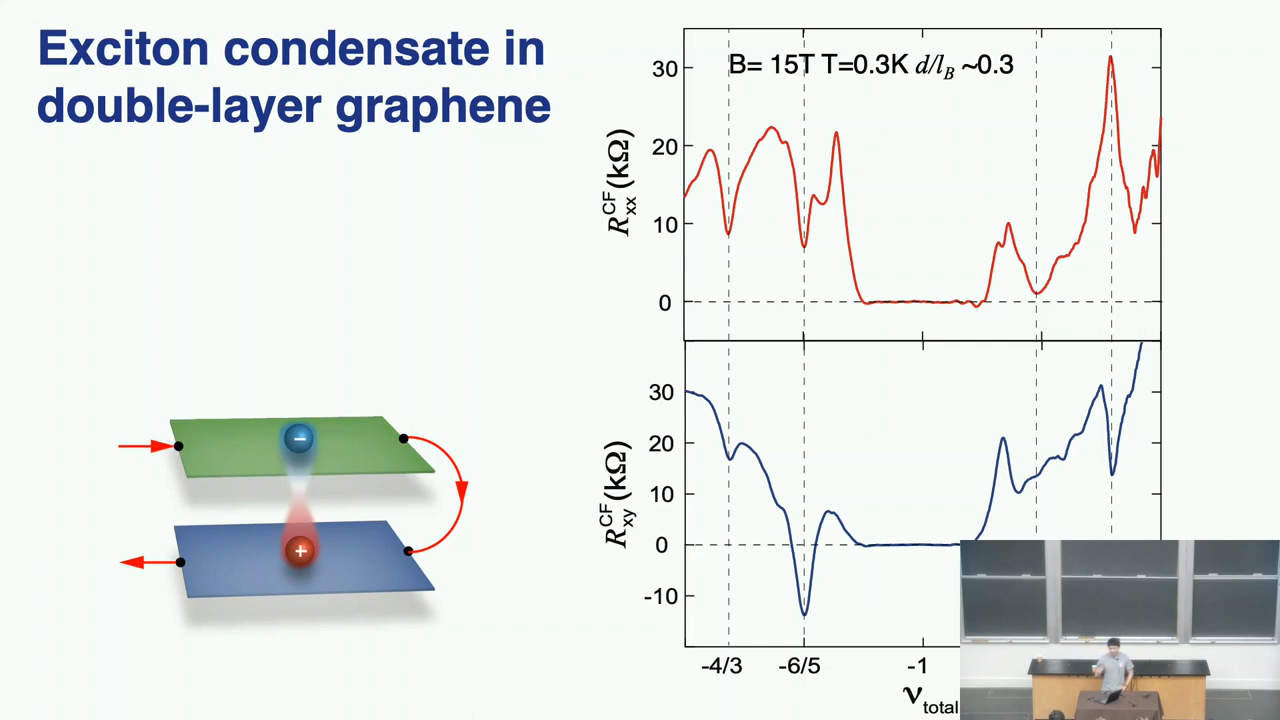 Exciton condensate in
double-layer graphene
B= 15T T=0.3K d/l_B ~0.3
R_xx^CF (kΩ)
30
20
10
0
R_xy^CF (kΩ)
30
20
10
0
-10
-4/3 -6/5 -1
ν_total
− 
+